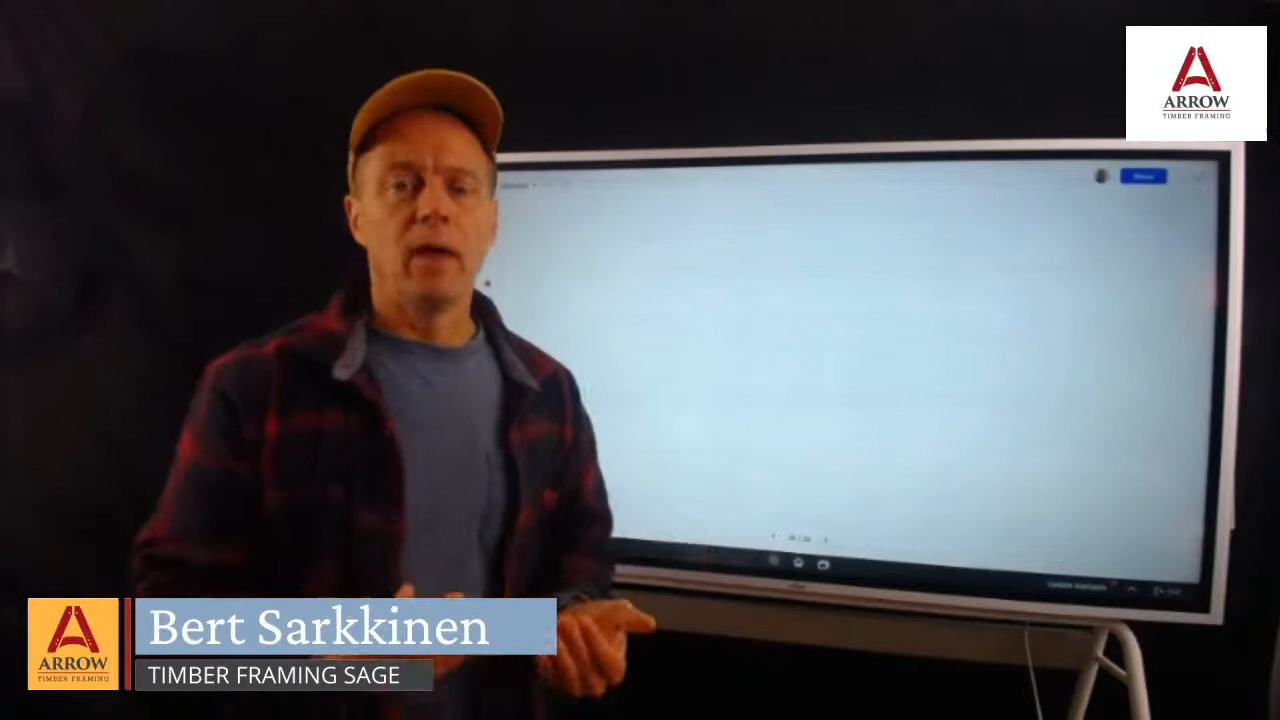 ARROW
TIMBER FRAMING
Bert Sarkkinen
ARROW
TIMBER FRAMING
TIMBER FRAMING SAGE